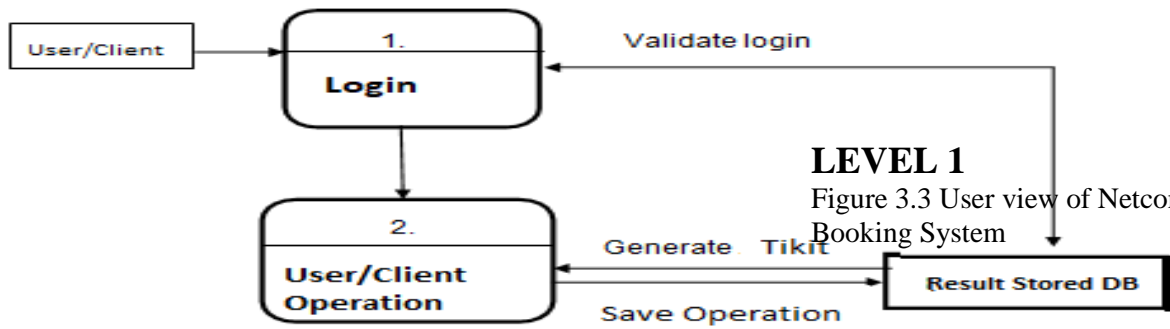 1.
User/Client
Validate login
Login
LEVEL 1
Figure 3.3 User view of
Booking System
2.
Generate Tikit
User/Client
Operation
Result Stored DB
Save Operation